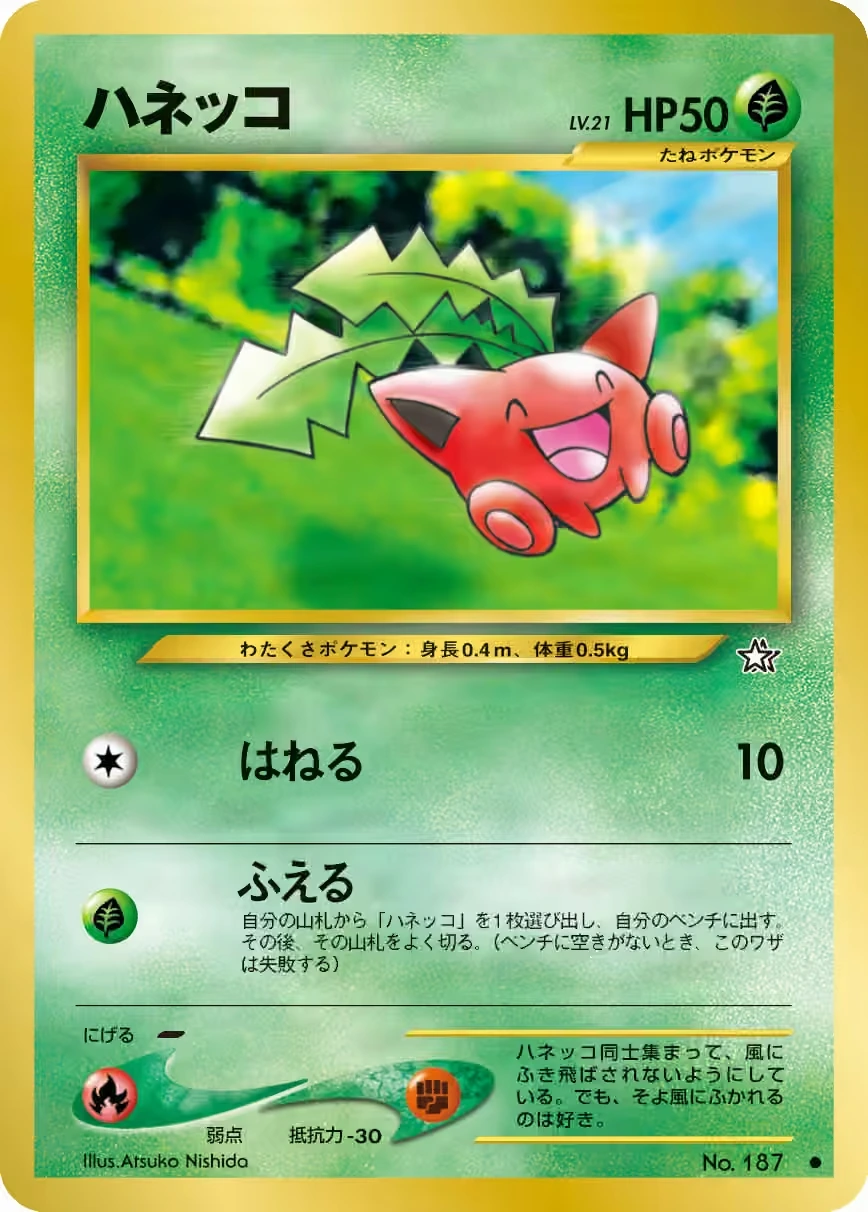 ハネッコ
LV.21 HP50
たねポケモン
わたくさポケモン：身長0.4m、体重0.5kg
はねる 10
ふえる
自分の山札から「ハネッコ」を1枚選び出し、自分のベンチに出す。
その後、その山札をよく切る。（ベンチに空きがないとき、このワザ
は失敗する）
にげる
弱点 抵抗力-30
ハネッコ同士集まって、風に
ふき飛ばされないようにして
いる。でも、そよ風にふかれる
のは好き。
Illus.Atsuko Nishida
No. 187